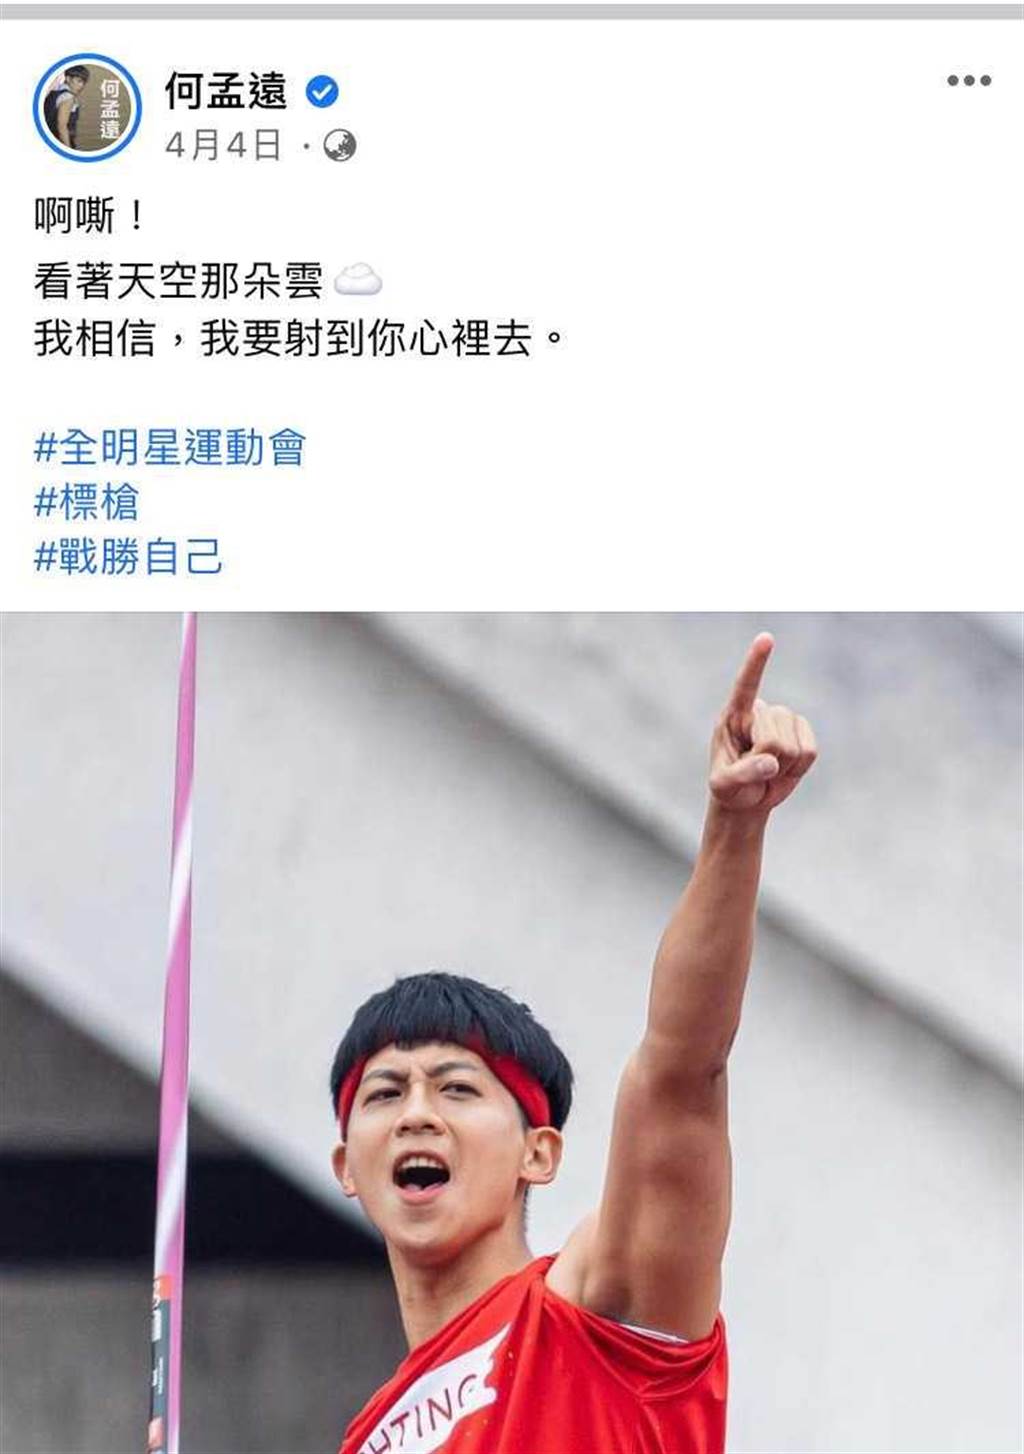 何孟遠
何孟遠
4月4日
啊嘶！
看著天空那朵雲
我相信，我要射到你心裡去。
#全明星運動會
#標槍
#戰勝自己
HTING